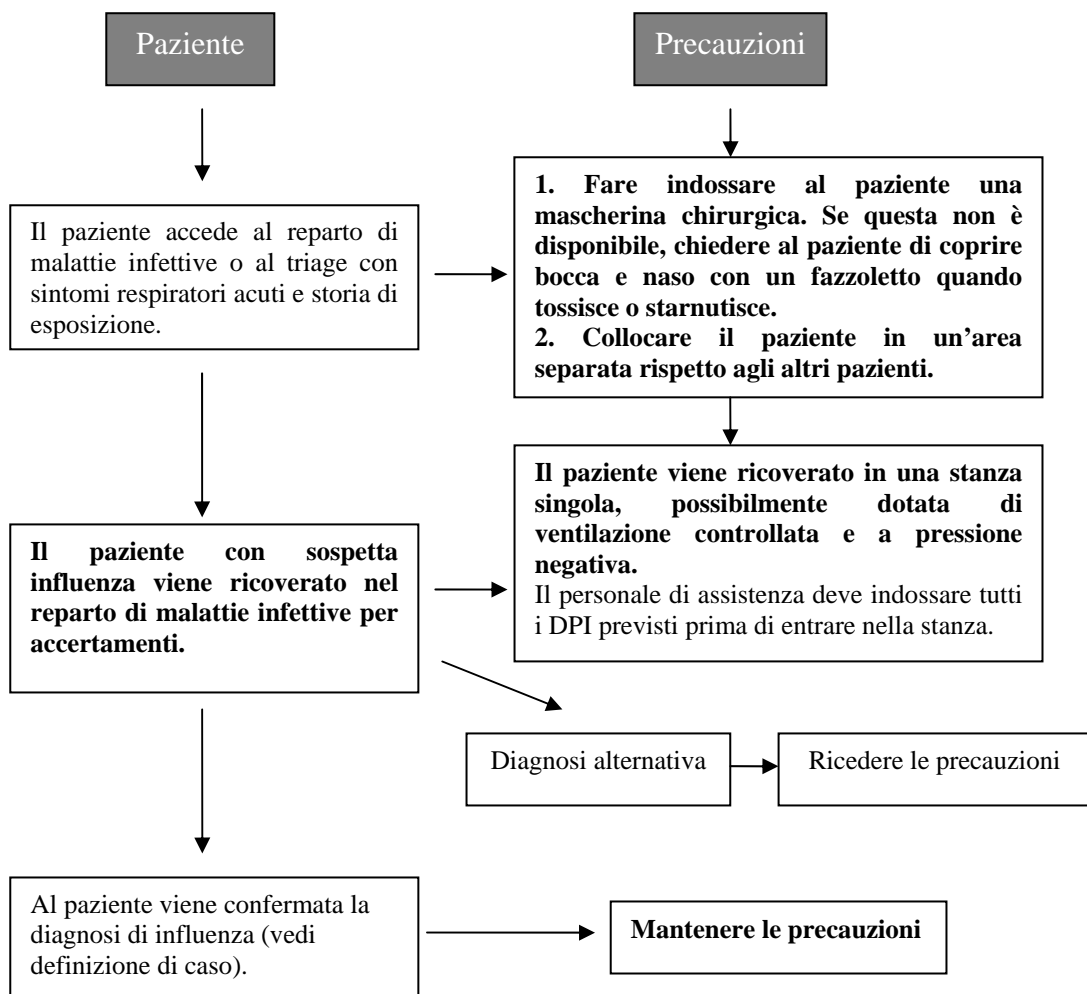 Paziente
Precauzioni
Il paziente accede al reparto di
malattie infettive o al triage con
sintomi respiratori acuti e storia di
esposizione.
1. Fare indossare al paziente una
mascherina chirurgica. Se questa non è
disponibile, chiedere al paziente di coprire
bocca e naso con un fazzoletto quando
tossisce o starnutisce.
2. Collocare il paziente in un'area
separata rispetto agli altri pazienti.
Il paziente con sospetta
influenza viene ricoverato nel
reparto di malattie infettive per
accertamenti.
Il paziente viene ricoverato in una stanza
singola, possibilmente dotata di
ventilazione controllata e a pressione
negativa.
Il personale di assistenza deve indossare tutti
i DPI previsti prima di entrare nella stanza.
Diagnosi alternativa
Ricedere le precauzioni
Al paziente viene confermata la
diagnosi di influenza (vedi
definizione di caso).
Mantenere le precauzioni